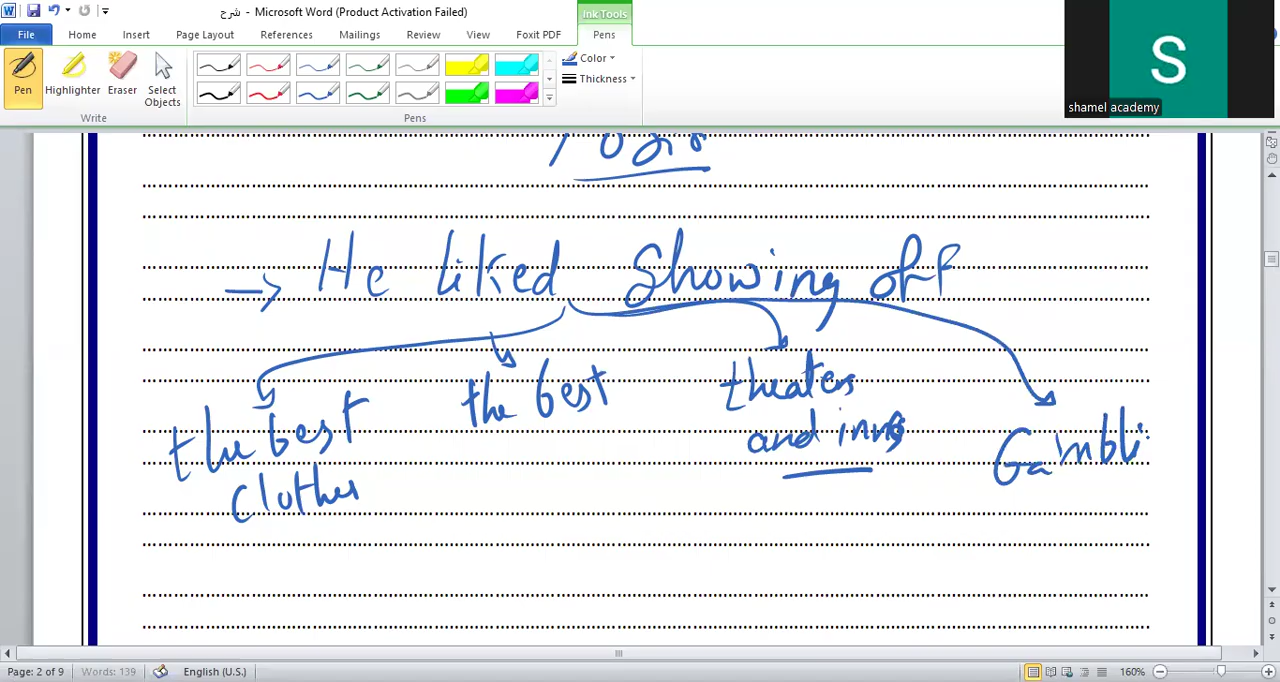 شرح - Microsoft Word (Product Activation Failed)
Ink Tools
File Home Insert Page Layout References Mailings Review View Foxit PDF Pens
Pen Highlighter Eraser Select Objects
Color
Thickness
Write
Pens
S
shamel academy
He liked showing off
the best clothes
the best
theaters and inns
Gambli
Page: 2 of 9 Words: 139 English (U.S.) 160%